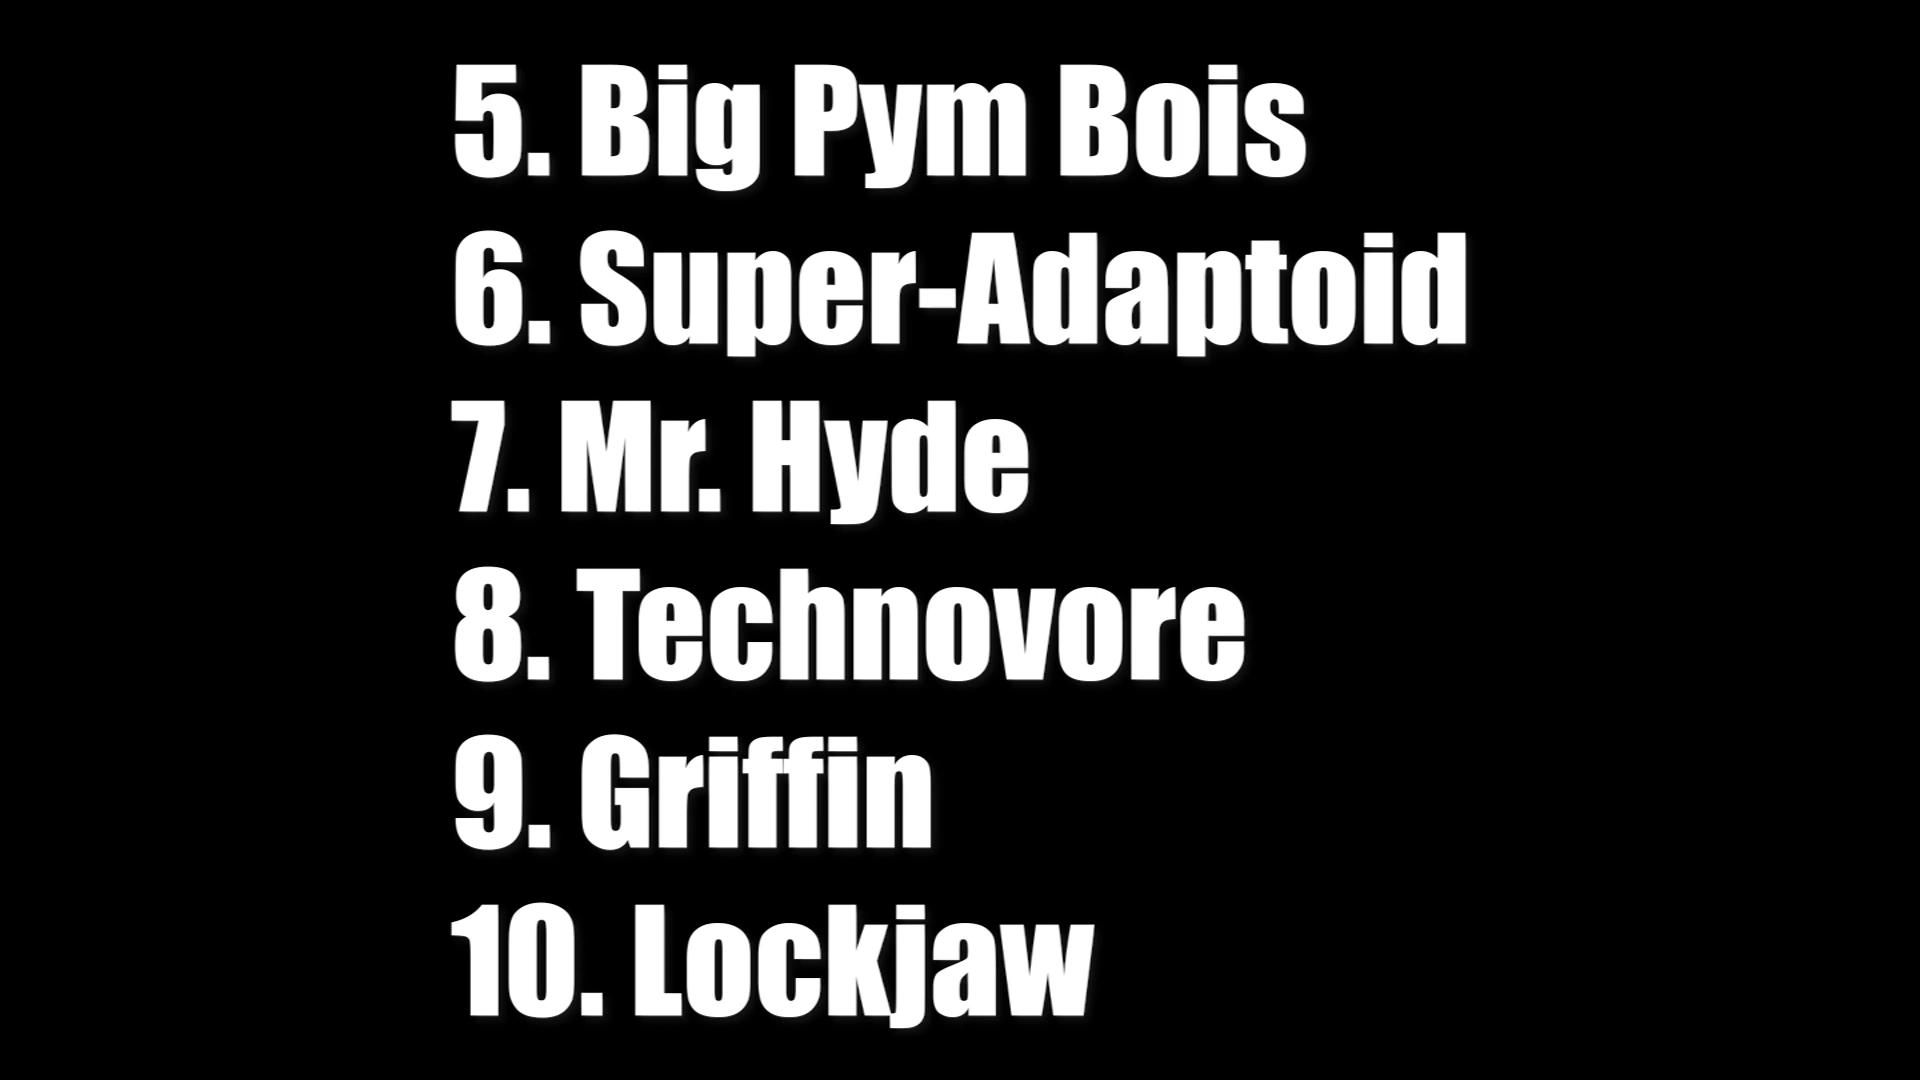 5. Big Pym Bois
6. Super-Adaptoid
7. Mr. Hyde
8. Technovore
9. Griffin
10. Lockjaw